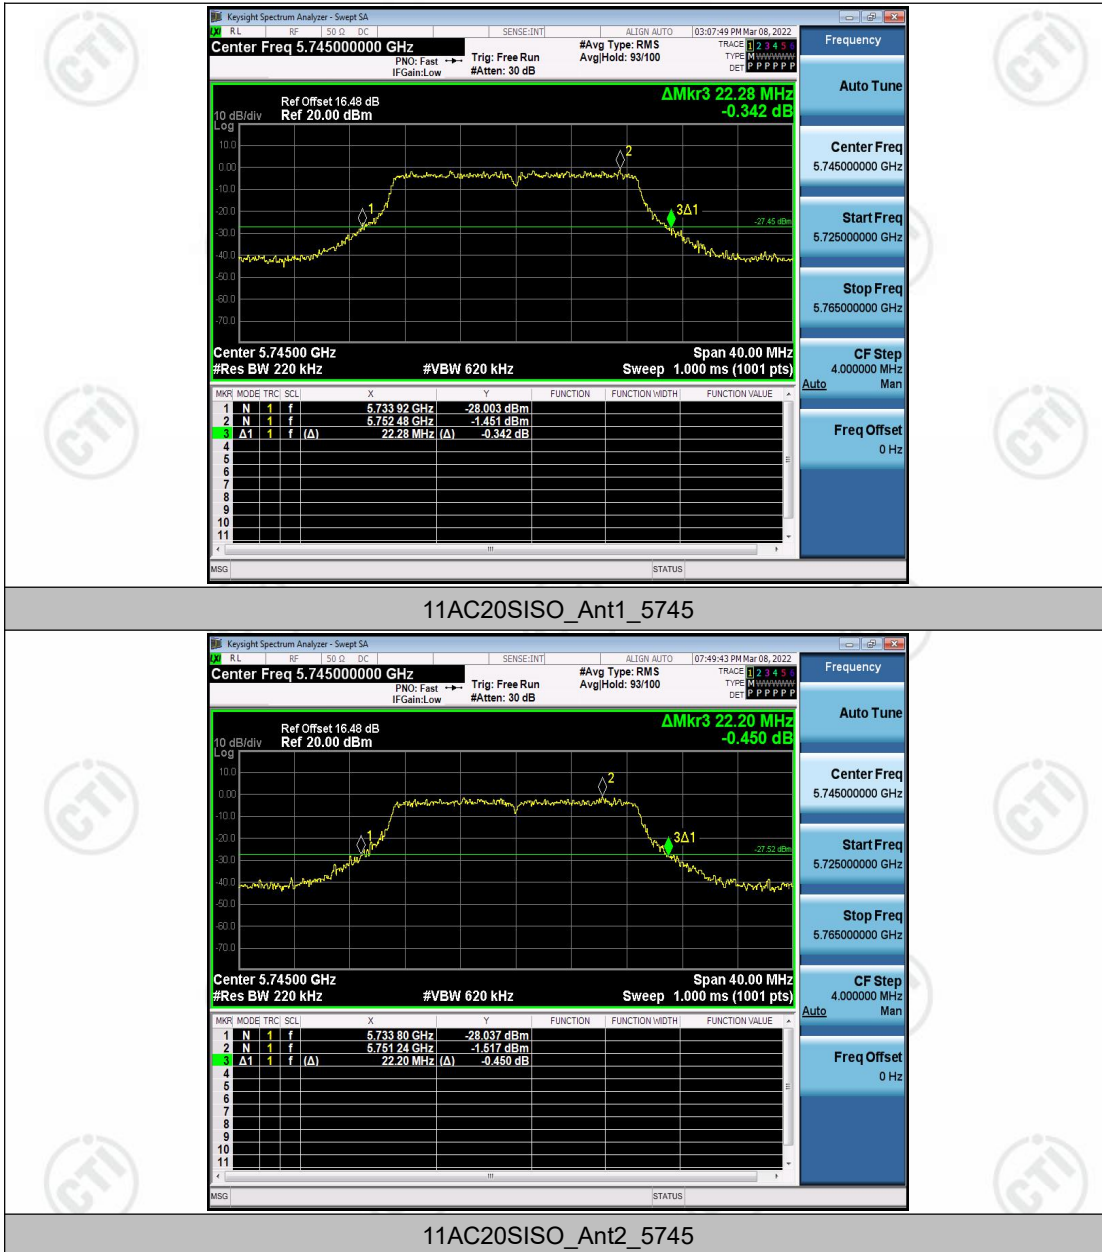 Keysight Spectrum Analyzer - Swept SA
LXI RL RF 50 Ω DC SENSE:INT ALIGN AUTO 03:07:49 PM Mar 08, 2022
Center Freq 5.745000000 GHz
PNO: Fast
IFGain:Low
Trig: Free Run
#Atten: 30 dB
#Avg Type: RMS
Avg|Hold: 93/100
TRACE 1 2 3 4 5 6
TYPE M WWWWW
DET P P P P P P
Frequency
Auto Tune
Center Freq
5.745000000 GHz
Start Freq
5.725000000 GHz
Stop Freq
5.765000000 GHz
CF Step
4.000000 MHz
Auto Man
Freq Offset
0 Hz
ΔMkr3 22.28 MHz
-0.342 dB
Ref Offset 16.48 dB
10 dB/div Ref 20.00 dBm
Log
10.0
0.00
-10.0
-20.0
-30.0
-40.0
-50.0
-60.0
-70.0
1
2
3Δ1
-27.45 dBm
Center 5.74500 GHz Span 40.00 MHz
#Res BW 220 kHz #VBW 620 kHz Sweep 1.000 ms (1001 pts)
MKR MODE TRC SCL X Y FUNCTION FUNCTION WIDTH FUNCTION VALUE
1 N 1 f 5.733 92 GHz -28.003 dBm
2 N 1 f 5.752 48 GHz -1.451 dBm
3 Δ1 1 f (Δ) 22.28 MHz (Δ) -0.342 dB
4
5
6
7
8
9
10
11
MSG STATUS
11AC20SISO_Ant1_5745
Keysight Spectrum Analyzer - Swept SA
LXI RL RF 50 Ω DC SENSE:INT ALIGN AUTO 07:49:43 PM Mar 08, 2022
Center Freq 5.745000000 GHz
PNO: Fast
IFGain:Low
Trig: Free Run
#Atten: 30 dB
#Avg Type: RMS
Avg|Hold: 93/100
TRACE 1 2 3 4 5 6
TYPE M WWWWW
DET P P P P P P
Frequency
Auto Tune
Center Freq
5.745000000 GHz
Start Freq
5.725000000 GHz
Stop Freq
5.765000000 GHz
CF Step
4.000000 MHz
Auto Man
Freq Offset
0 Hz
ΔMkr3 22.20 MHz
-0.450 dB
Ref Offset 16.48 dB
10 dB/div Ref 20.00 dBm
Log
10.0
0.00
-10.0
-20.0
-30.0
-40.0
-50.0
-60.0
-70.0
1
2
3Δ1
-27.52 dBm
Center 5.74500 GHz Span 40.00 MHz
#Res BW 220 kHz #VBW 620 kHz Sweep 1.000 ms (1001 pts)
MKR MODE TRC SCL X Y FUNCTION FUNCTION WIDTH FUNCTION VALUE
1 N 1 f 5.733 80 GHz -28.037 dBm
2 N 1 f 5.751 24 GHz -1.517 dBm
3 Δ1 1 f (Δ) 22.20 MHz (Δ) -0.450 dB
4
5
6
7
8
9
10
11
MSG STATUS
11AC20SISO_Ant2_5745
CTI
CTI
CTI
CTI
CTI
CTI
CTI
CTI